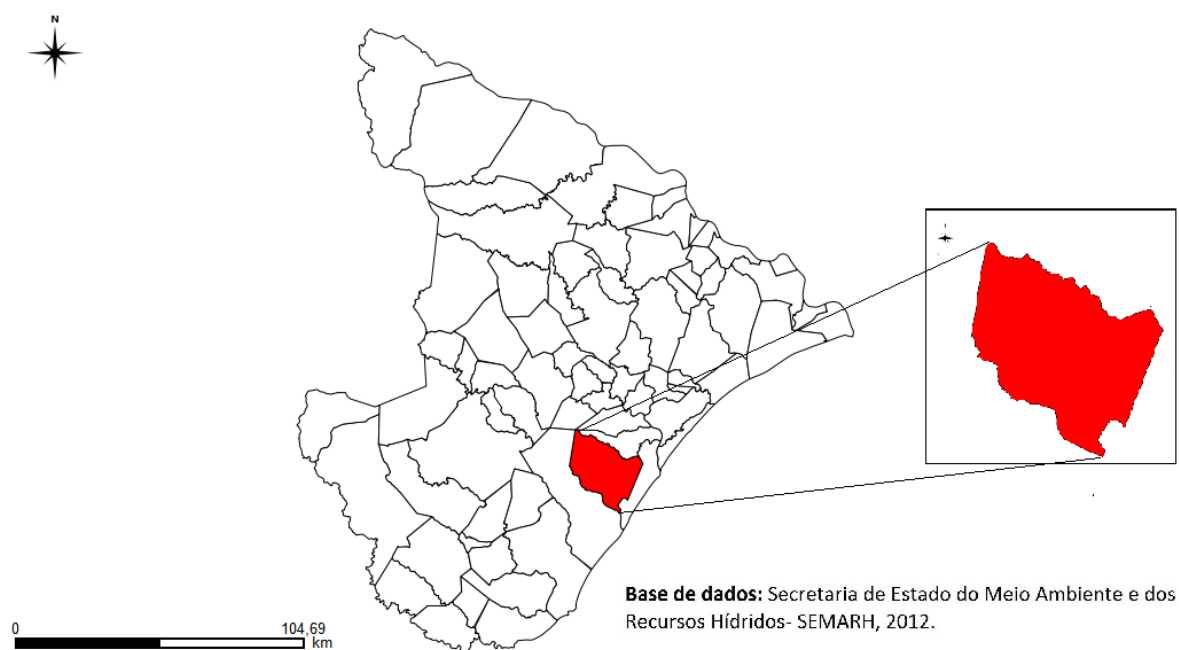 N
0 104,69
km
Base de dados: Secretaria de Estado do Meio Ambiente e dos
Recursos Hídridos- SEMARH, 2012.